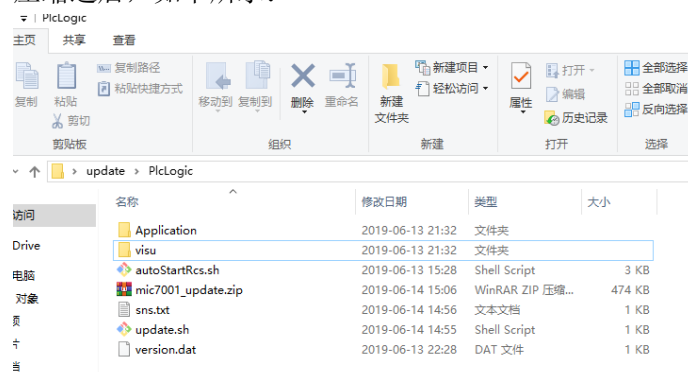 PlcLogic
主页 共享 查看
复制 粘贴 剪切 复制路径 粘贴快捷方式
剪贴板
移动到 复制到 删除 重命名
组织
新建文件夹 新建项目 轻松访问
新建
属性 打开 编辑 历史记录
打开
全部选择 全部取消 反向选择
选择
update > PlcLogic
名称 修改日期 类型 大小
Application 2019-06-13 21:32 文件夹
visu 2019-06-13 21:32 文件夹
autoStartRcs.sh 2019-06-13 15:28 Shell Script 3 KB
mic7001_update.zip 2019-06-14 15:06 WinRAR ZIP 压缩... 474 KB
sns.txt 2019-06-14 14:56 文本文档 1 KB
update.sh 2019-06-14 14:55 Shell Script 1 KB
version.dat 2019-06-13 22:28 DAT 文件 1 KB
访问
Drive
电脑
对象